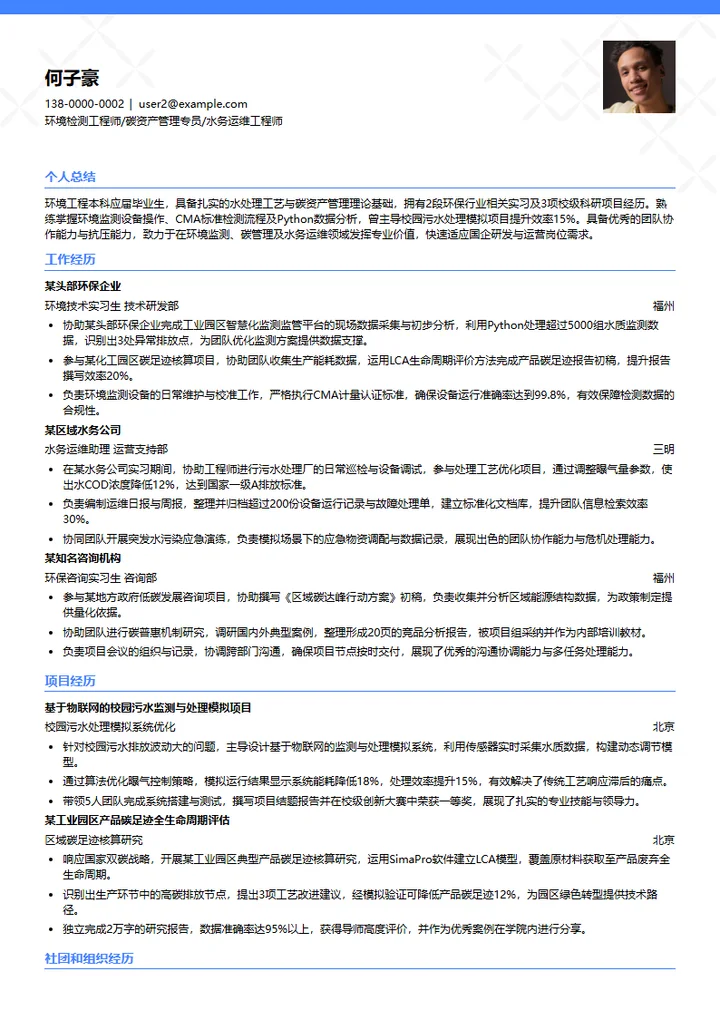 何子豪
138-0000-0002 | user2@example.com
环境检测工程师/碳资产管理专员/水务运维工程师
个人总结
环境工程本科应届毕业生，具备扎实的水处理工艺与碳资产管理理论基础，拥有2段环保行业相关实习及3项校级科研项目经历。熟
练掌握环境监测设备操作、CMA标准检测流程及Python数据分析，曾主导校园污水处理模拟项目提升效率15%。具备优秀的团队协
作能力与抗压能力，致力于在环境监测、碳管理及水务运维领域发挥专业价值，快速适应国企研发与运营岗位需求。
工作经历
某头部环保企业
环境技术实习生 技术研发部 福州
• 协助某头部环保企业完成工业园区智慧化监测监管平台的现场数据采集与初步分析，利用Python处理超过5000组水质监测数
据，识别出3处异常排放点，为团队优化监测方案提供数据支撑。
• 参与某化工园区碳足迹核算项目，协助团队收集生产能耗数据，运用LCA生命周期评价方法完成产品碳足迹报告初稿，提升报告
撰写效率20%。
• 负责环境监测设备的日常维护与校准工作，严格执行CMA计量认证标准，确保设备运行准确率达到99.8%，有效保障检测数据的
合规性。
某区域水务公司
水务运维助理 运营支持部 三明
• 在某水务公司实习期间，协助工程师进行污水处理厂的日常巡检与设备调试，参与处理工艺优化项目，通过调整曝气量参数，使
出水COD浓度降低12%，达到国家一级A排放标准。
• 负责编制运维日报与周报，整理并归档超过200份设备运行记录与故障处理单，建立标准化文档库，提升团队信息检索效率
30%。
• 协同团队开展突发水污染应急演练，负责模拟场景下的应急物资调配与数据记录，展现出色的团队协作能力与危机处理能力。
某知名咨询机构
环保咨询实习生 咨询部 福州
• 参与某地方政府低碳发展咨询项目，协助撰写《区域碳达峰行动方案》初稿，负责收集并分析区域能源结构数据，为政策制定提
供量化依据。
• 协助团队进行碳普惠机制研究，调研国内外典型案例，整理形成20页的竞品分析报告，被项目组采纳并作为内部培训教材。
• 负责项目会议的组织与记录，协调跨部门沟通，确保项目节点按时交付，展现了优秀的沟通协调能力与多任务处理能力。
项目经历
基于物联网的校园污水监测与处理模拟项目
校园污水处理模拟系统优化 北京
• 针对校园污水排放波动大的问题，主导设计基于物联网的监测与处理模拟系统，利用传感器实时采集水质数据，构建动态调节模
型。
• 通过算法优化曝气控制策略，模拟运行结果显示系统能耗降低18%，处理效率提升15%，有效解决了传统工艺响应滞后的痛点。
• 带领5人团队完成系统搭建与测试，撰写项目结题报告并在校级创新大赛中荣获一等奖，展现了扎实的专业技能与领导力。
某工业园区产品碳足迹全生命周期评估
区域碳足迹核算研究 北京
• 响应国家双碳战略，开展某工业园区典型产品碳足迹核算研究，运用SimaPro软件建立LCA模型，覆盖原材料获取至产品废弃全
生命周期。
• 识别出生产环节中的高碳排放节点，提出3项工艺改进建议，经模拟验证可降低产品碳足迹12%，为园区绿色转型提供技术路
径。
• 独立完成2万字的研究报告，数据准确率达95%以上，获得导师高度评价，并作为优秀案例在学院内进行分享。
社团和组织经历